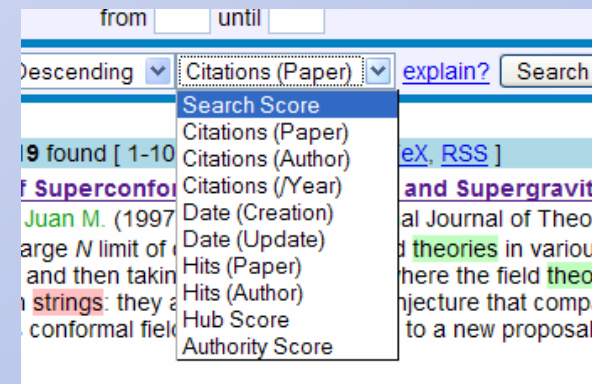 from until
Descending Citations (Paper) explain? Search
Search Score
Citations (Paper)
Citations (Author)
Citations (/Year)
Date (Creation)
Date (Update)
Hits (Paper)
Hits (Author)
Hub Score
Authority Score
9 found [ 1-10 eX, RSS ]
f Superconfor and Supergravit
Juan M. (1997 al Journal of Theo
arge N limit of d theories in variou
and then takin here the field theo
strings: they a njecture that comp
conformal fiel to a new proposal